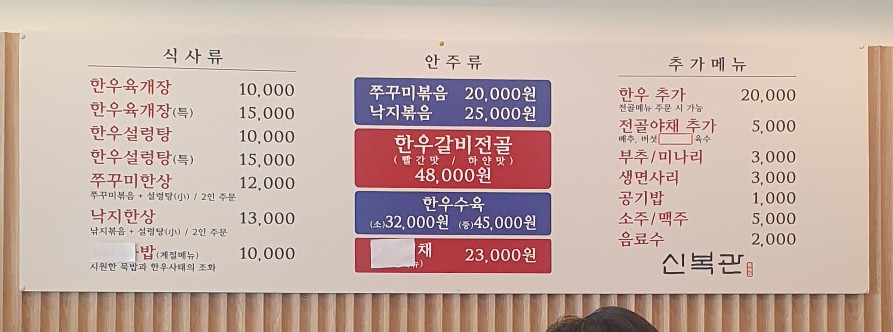 식사류
한우육개장 10,000
한우육개장(특) 15,000
한우설렁탕 10,000
한우설렁탕(특) 15,000
쭈꾸미한상 12,000
쭈꾸미볶음 + 설렁탕(小) / 2인 주문
낙지한상 13,000
낙지볶음 + 설렁탕(小) / 2인 주문
밥(계절메뉴) 10,000
시원한 묵밥과 한우사태의 조화
안주류
쭈꾸미볶음 20,000원
낙지볶음 25,000원
한우갈비전골
(빨간맛 / 하얀맛)
48,000원
한우수육
(소)32,000원 (중)45,000원
채 23,000원
추가메뉴
한우 추가 20,000
전골메뉴 주문 시 가능
전골야채 추가 5,000
배추, 버섯 육수
부추/미나리 3,000
생면사리 3,000
공기밥 1,000
소주/맥주 5,000
음료수 2,000
신복관